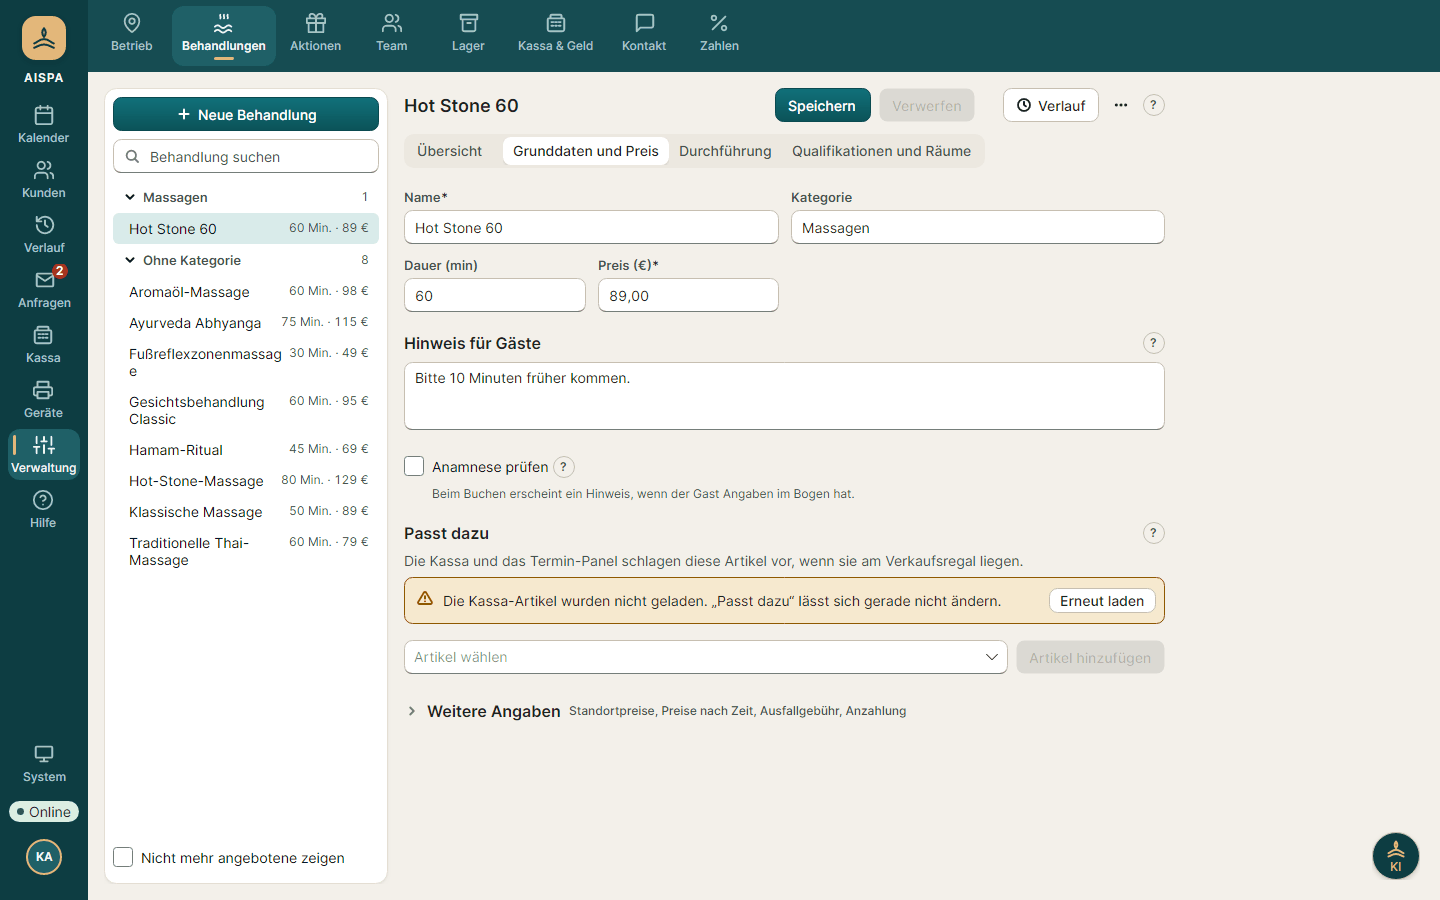 AISPA
Kalender
Kunden
Verlauf
2
Anfragen
Kassa
Geräte
Verwaltung
Hilfe
System
Online
KA
Betrieb
Behandlungen
Aktionen
Team
Lager
Kassa & Geld
Kontakt
Zahlen
+ Neue Behandlung
Behandlung suchen
Massagen 1
Hot Stone 60 60 Min. · 89 €
Ohne Kategorie 8
Aromaöl-Massage 60 Min. · 98 €
Ayurveda Abhyanga 75 Min. · 115 €
Fußreflexzonenmassag 30 Min. · 49 €
e
Gesichtsbehandlung 60 Min. · 95 €
Classic
Hamam-Ritual 45 Min. · 69 €
Hot-Stone-Massage 80 Min. · 129 €
Klassische Massage 50 Min. · 89 €
Traditionelle Thai- 60 Min. · 79 €
Massage
Nicht mehr angebotene zeigen
Hot Stone 60
Speichern
Verwerfen
Verlauf
?
Übersicht
Grunddaten und Preis
Durchführung
Qualifikationen und Räume
Name*
Kategorie
Hot Stone 60
Massagen
Dauer (min)
Preis (€)*
60
89,00
Hinweis für Gäste ?
Bitte 10 Minuten früher kommen.
Anamnese prüfen ?
Beim Buchen erscheint ein Hinweis, wenn der Gast Angaben im Bogen hat.
Passt dazu ?
Die Kassa und das Termin-Panel schlagen diese Artikel vor, wenn sie am Verkaufsregal liegen.
Die Kassa-Artikel wurden nicht geladen. „Passt dazu“ lässt sich gerade nicht ändern.
Erneut laden
Artikel wählen
Artikel hinzufügen
Weitere Angaben Standortpreise, Preise nach Zeit, Ausfallgebühr, Anzahlung
KI